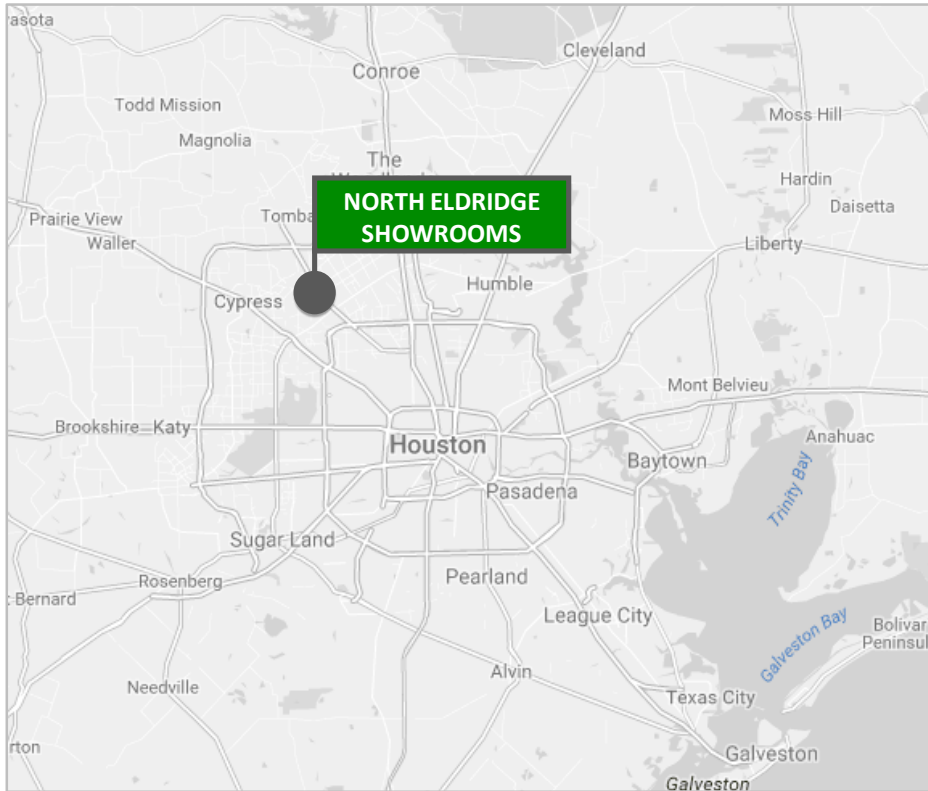 rasota
Cleveland
Conroe
Todd Mission
Moss Hill
Magnolia
The
Hardin
NORTH ELDRIDGE
SHOWROOMS
Daisetta
Prairie View
Tomba
Waller
Liberty
Humble
Cypress
Mont Belvieu
Brookshire
Katy
Anahuac
Houston
Baytown
Trinity Bay
Pasadena
Sugar Land
Rosenberg
Pearland
Bernard
League City
Galveston Bay
Bolivar
Peninsul
Alvin
Needville
Texas City
rton
Galveston
Galveston